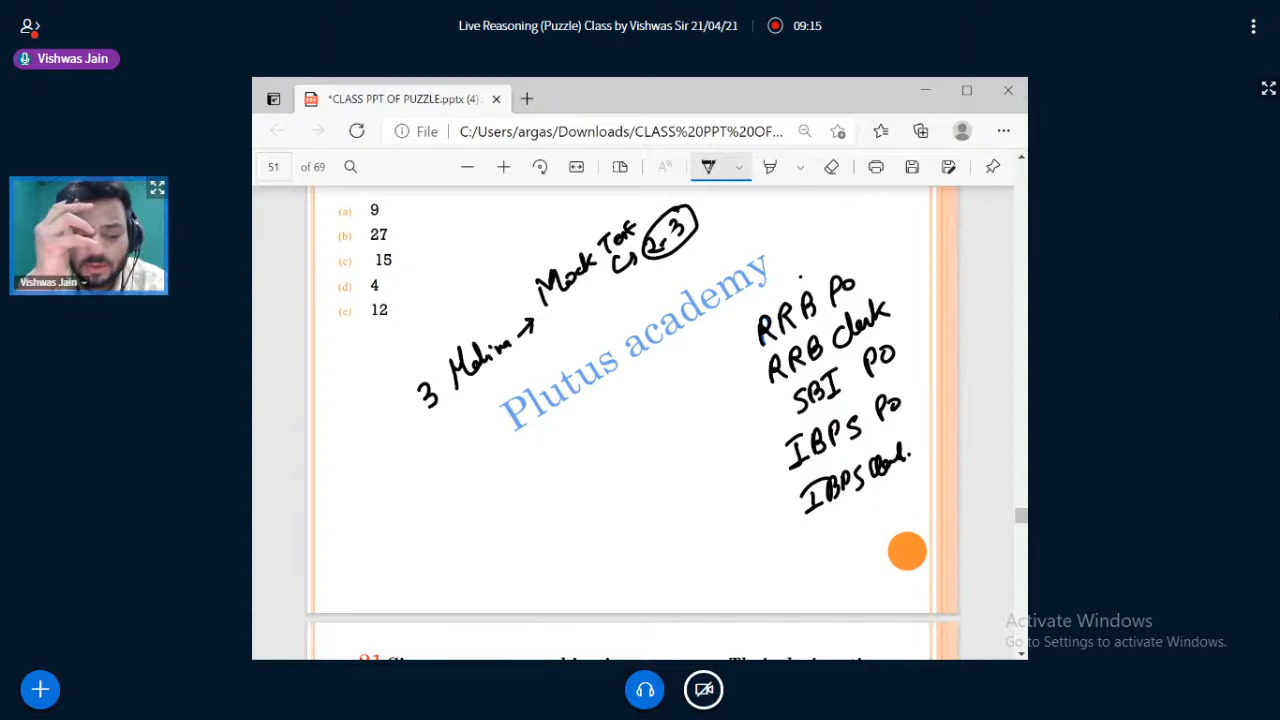 Live Reasoning (Puzzle) Class by Vishwas Sir 21/04/21
09:15
Vishwas Jain
*CLASS PPT OF PUZZLE.pptx (4)...
File
C:/Users/argas/Downloads/CLASS%20PPT%20OF...
51 of 69
Vishwas Jain
(a) 9
(b) 27
(c) 15
(d) 4
(e) 12
3 → Mock Test
2, 3
Plutus academy
RRB PO
RRB Clerk
SBI PO
IBPS PO
IBPS Clerk
Activate Windows
Go to Settings to activate Windows.